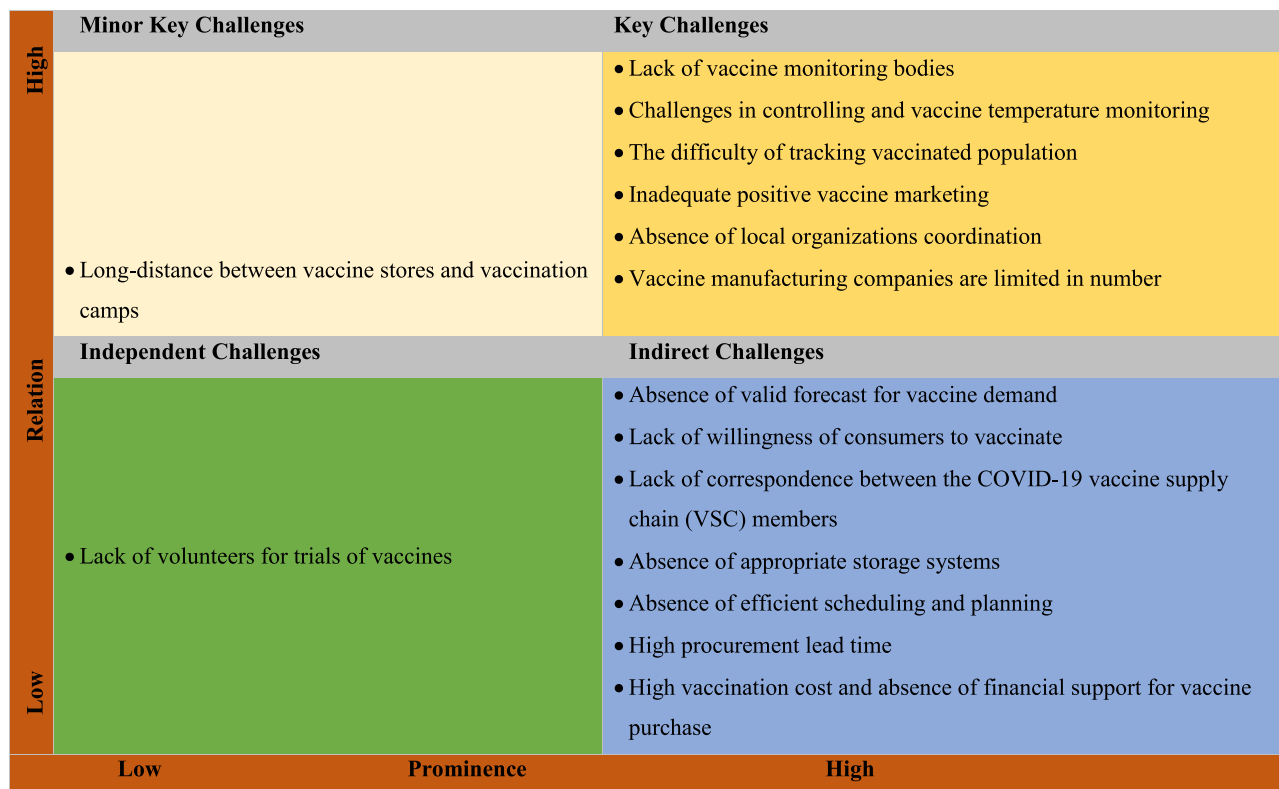 High
Relation
Low
Minor Key Challenges
Key Challenges
• Long-distance between vaccine stores and vaccination
camps
• Lack of vaccine monitoring bodies
• Challenges in controlling and vaccine temperature monitoring
• The difficulty of tracking vaccinated population
• Inadequate positive vaccine marketing
• Absence of local organizations coordination
• Vaccine manufacturing companies are limited in number
Independent Challenges
Indirect Challenges
• Lack of volunteers for trials of vaccines
• Absence of valid forecast for vaccine demand
• Lack of willingness of consumers to vaccinate
• Lack of correspondence between the COVID-19 vaccine supply
chain (VSC) members
• Absence of appropriate storage systems
• Absence of efficient scheduling and planning
• High procurement lead time
• High vaccination cost and absence of financial support for vaccine
purchase
Low
Prominence
High